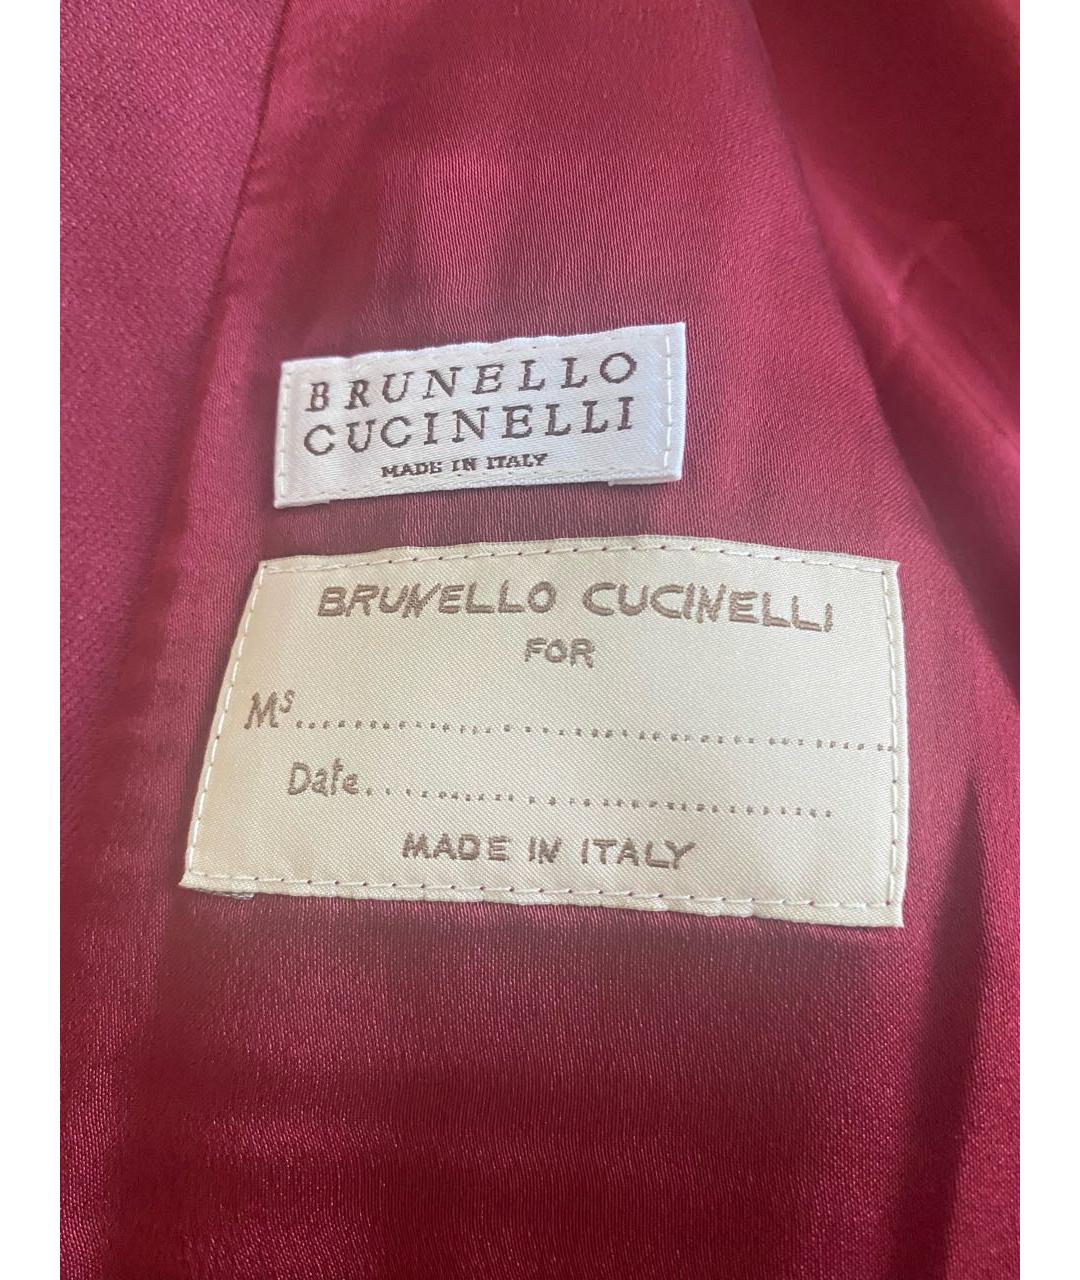 BRUNELLO
CUCINELLI
MADE IN ITALY
BRUNELLO CUCINELLI
FOR
Ms..............................................
Date.......................................
MADE IN ITALY